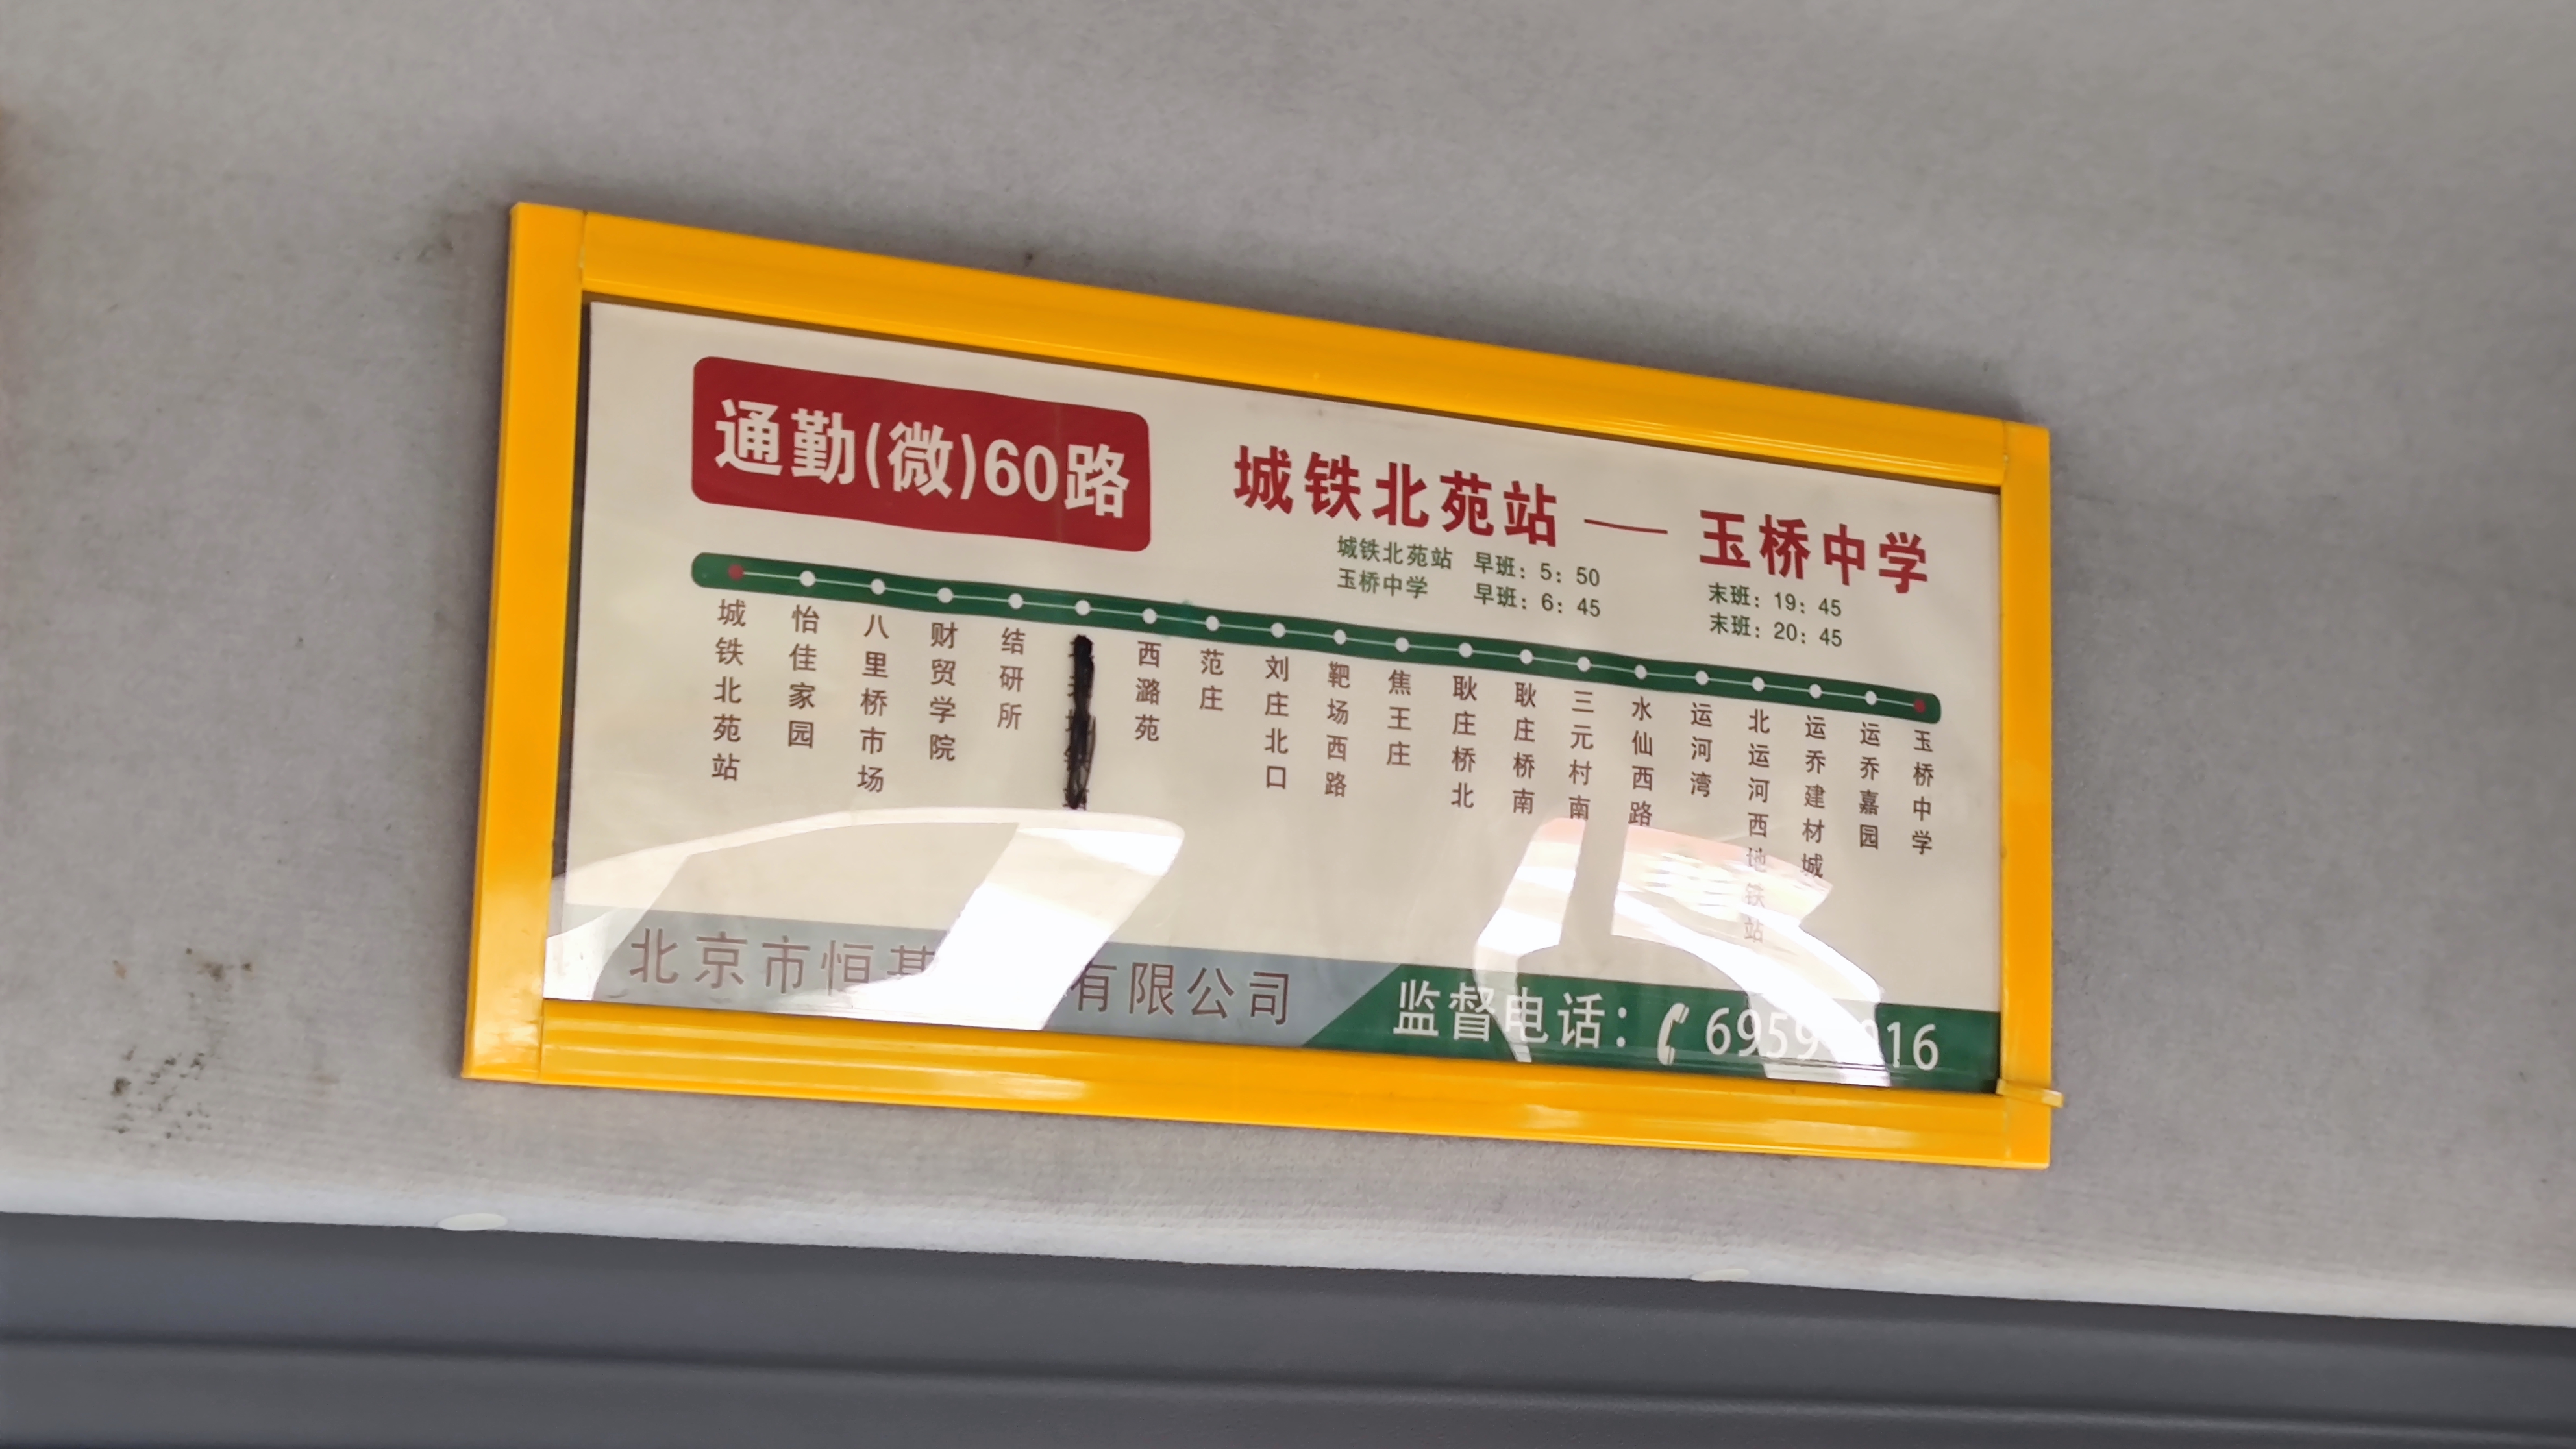 通勤(微)60路
城铁北苑站 — 玉桥中学
城铁北苑站 早班：5：50 末班：19：45
玉桥中学 早班：6：45 末班：20：45
城铁北苑站
怡佳家园
八里桥市场
财贸学院
结研所
西潞苑
范庄
刘庄北口
靶场西路
焦王庄
耿庄桥北
耿庄桥南
三元村南
水仙西路
运河湾
北运河西地铁站
运乔建材城
运乔嘉园
玉桥中学
北京市恒 有限公司
监督电话：